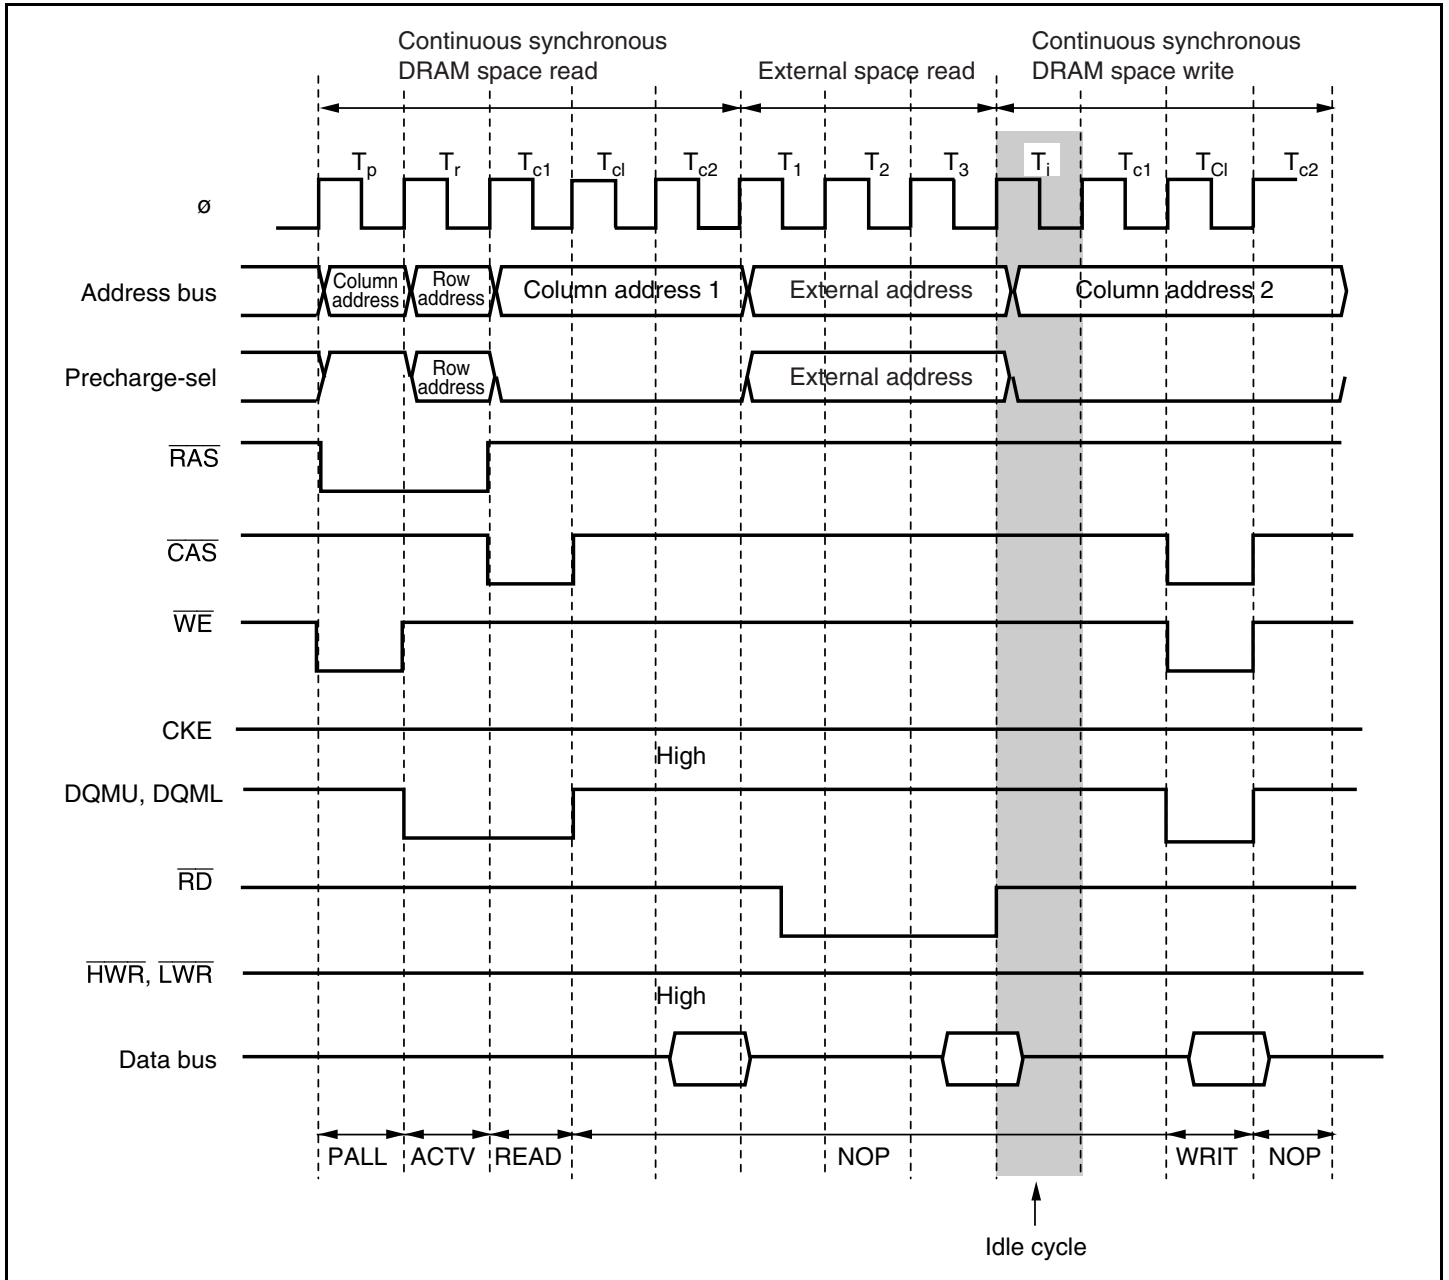 Continuous synchronous
DRAM space read
External space read
Continuous synchronous
DRAM space write
Tp Tr Tc1 Tcl Tc2 T1 T2 T3 Ti Tc1 TCl Tc2
ø
Address bus
Column
address
Row
address
Column address 1
External address
Column address 2
Precharge-sel
Row
address
External address
RAS
CAS
WE
CKE
High
DQMU, DQML
RD
HWR, LWR
High
Data bus
PALL ACTV READ NOP WRIT NOP
Idle cycle